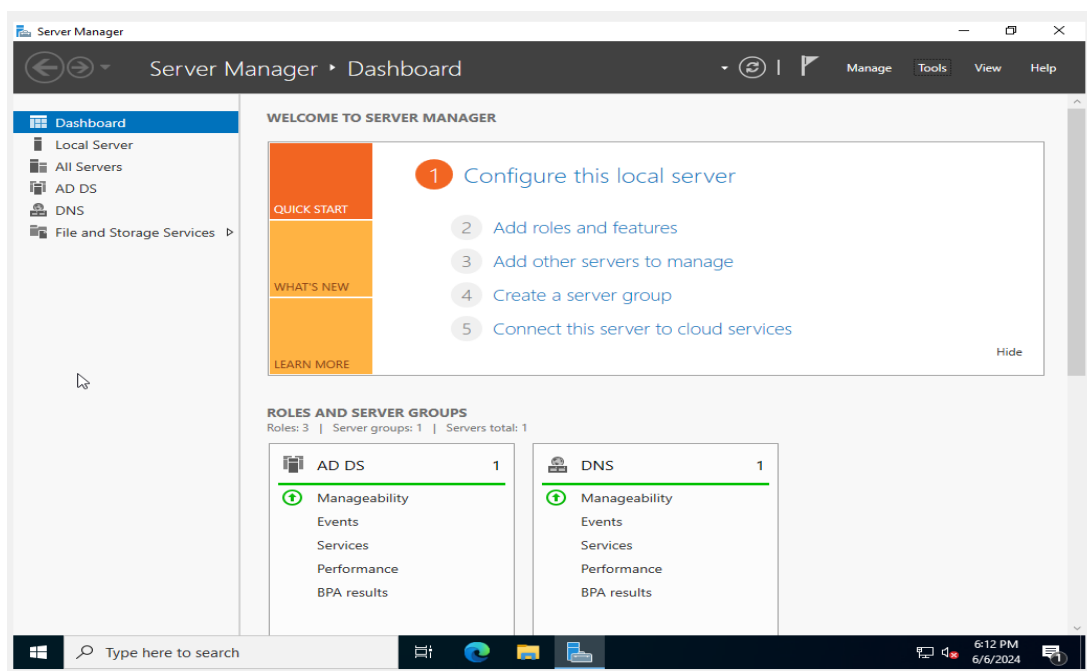 Server Manager
Server Manager • Dashboard
Manage Tools View Help
Dashboard
Local Server
All Servers
AD DS
DNS
File and Storage Services
WELCOME TO SERVER MANAGER
QUICK START
WHAT'S NEW
LEARN MORE
1 Configure this local server
2 Add roles and features
3 Add other servers to manage
4 Create a server group
5 Connect this server to cloud services
Hide
ROLES AND SERVER GROUPS
Roles: 3 | Server groups: 1 | Servers total: 1
AD DS 1
Manageability
Events
Services
Performance
BPA results
DNS 1
Manageability
Events
Services
Performance
BPA results
Type here to search
6:12 PM
6/6/2024
1